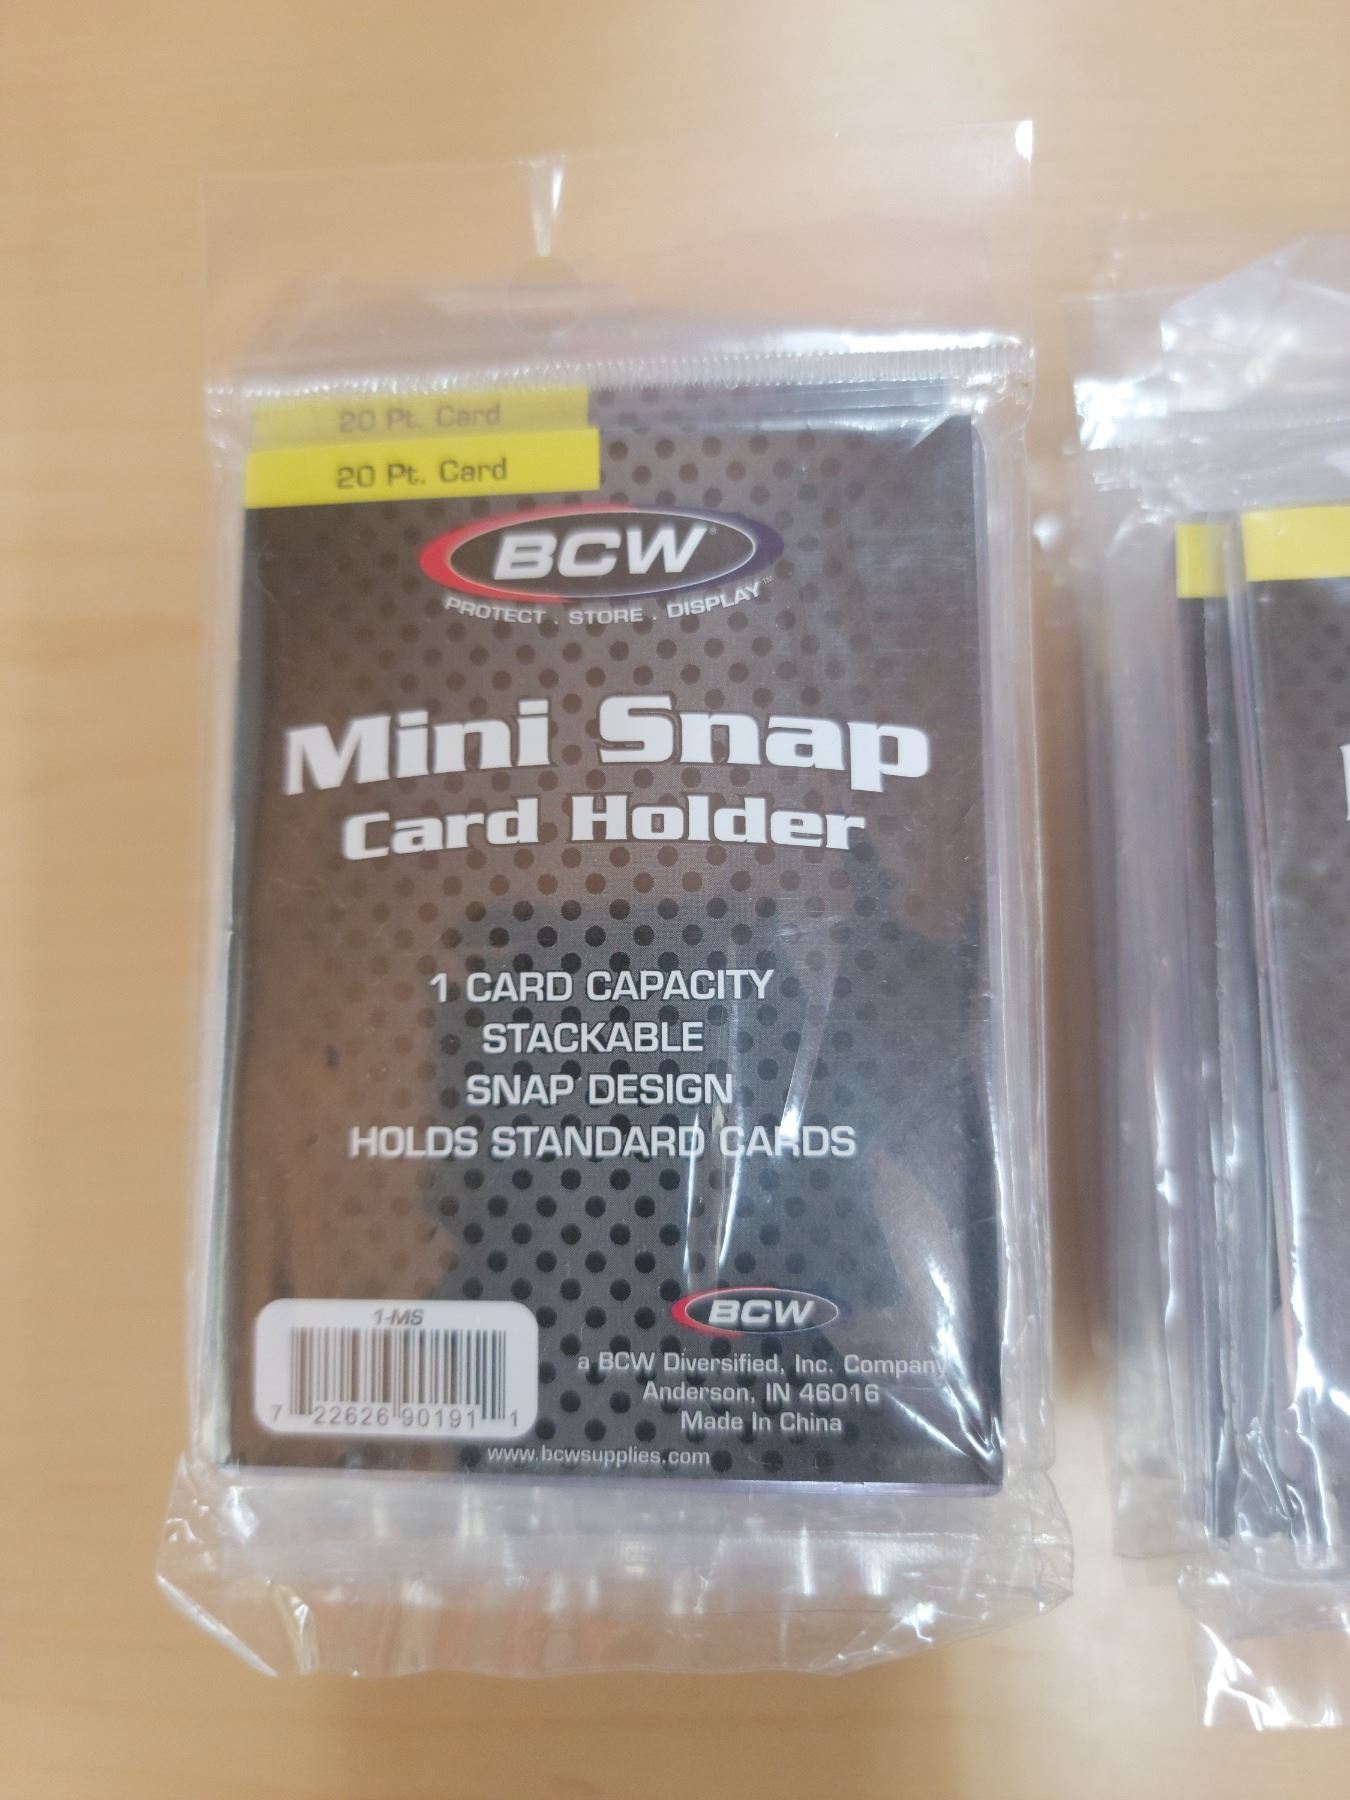 20 Pt. Card
20 Pt. Card
BCW®
PROTECT . STORE . DISPLAY™
Mini Snap
Card Holder
1 CARD CAPACITY
STACKABLE
SNAP DESIGN
HOLDS STANDARD CARDS
1-MS
7 22626 90191 1
BCW
a BCW Diversified, Inc. Company
Anderson, IN 46016
Made In China
www.bcwsupplies.com